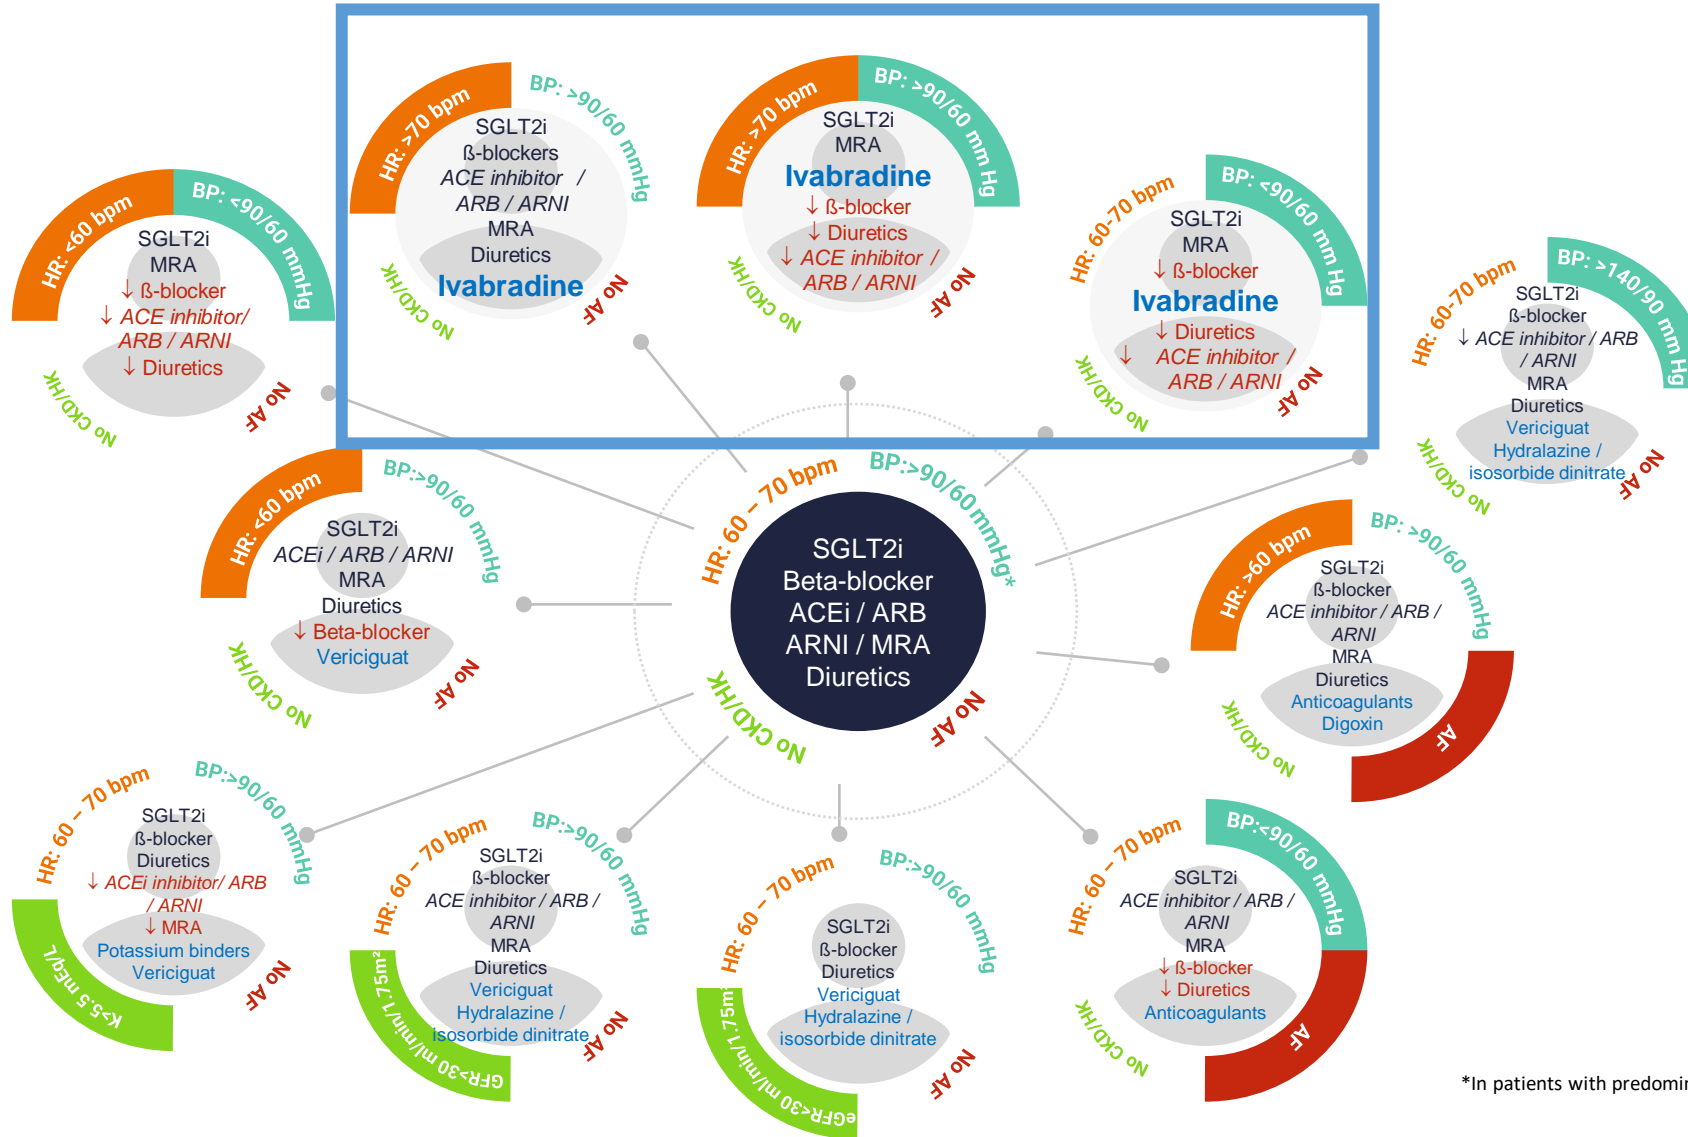 HR: >70 bpm
BP: >90/60 mmHg
SGLT2i
ß-blockers
ACE inhibitor /
ARB / ARNI
MRA
Diuretics
Ivabradine
No CKD/HK
No AF
HR: >70 bpm
BP: >90/60 mm Hg
SGLT2i
MRA
Ivabradine
↓ ß-blocker
↓ Diuretics
↓ ACE inhibitor /
ARB / ARNI
No CKD/HK
No AF
HR: 60-70 bpm
BP: <90/60 mm Hg
SGLT2i
MRA
↓ ß-blocker
Ivabradine
↓ Diuretics
↓ ACE inhibitor /
ARB / ARNI
No CKD/HK
No AF
HR: <60 bpm
BP: <90/60 mmHg
SGLT2i
MRA
↓ ß-blocker
↓ ACE inhibitor/
ARB / ARNI
↓ Diuretics
No CKD/HK
No AF
HR: 60-70 bpm
BP: >140/90 mm Hg
SGLT2i
ß-blocker
↓ ACE inhibitor / ARB
/ ARNI
MRA
Diuretics
Vericiguat
Hydralazine /
isosorbide dinitrate
No CKD/HK
No AF
HR: <60 bpm
BP:>90/60 mmHg
SGLT2i
ACEi / ARB / ARNI
MRA
Diuretics
↓ Beta-blocker
Vericiguat
No CKD/HK
No AF
HR: 60 – 70 bpm
BP:>90/60 mmHg*
SGLT2i
Beta-blocker
ACEi / ARB
ARNI / MRA
Diuretics
No CKD/HK
No AF
HR: >60 bpm
BP: >90/60 mmHg
SGLT2i
ß-blocker
ACE inhibitor / ARB /
ARNI
MRA
Diuretics
Anticoagulants
Digoxin
No CKD/HK
AF
HR: 60 – 70 bpm
BP:>90/60 mmHg
SGLT2i
ß-blocker
Diuretics
↓ ACEi inhibitor/ ARB
/ ARNI
↓ MRA
Potassium binders
Vericiguat
K>5.5 mEq/L
No AF
HR: 60 – 70 bpm
BP:>90/60 mmHg
SGLT2i
ß-blocker
ACE inhibitor / ARB /
ARNI
MRA
Diuretics
Vericiguat
Hydralazine /
isosorbide dinitrate
GFR>30 ml/min/1.75m²
No AF
HR: 60 – 70 bpm
BP:>90/60 mmHg
SGLT2i
ß-blocker
Diuretics
Vericiguat
Hydralazine /
isosorbide dinitrate
eGFR<30 ml/min/1.75m²
No AF
HR: 60 – 70 bpm
BP:<90/60 mmHg
SGLT2i
ACE inhibitor / ARB /
ARNI
MRA
↓ ß-blocker
↓ Diuretics
Anticoagulants
No CKD/HK
AF
*In patients with